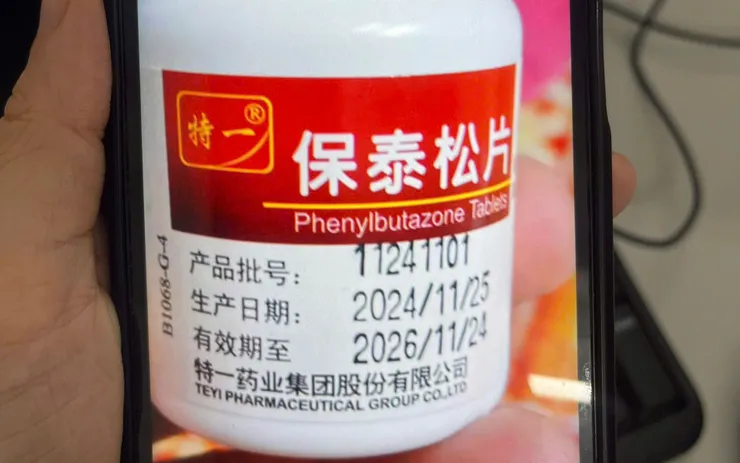 特一®
保泰松片
Phenylbutazone Tablets
产品批号: 11241101
生产日期: 2024/11/25
有效期至 2026/11/24
特一药业集团股份有限公司
TEYI PHARMACEUTICAL GROUP CO.,LTD
B1068-G-4